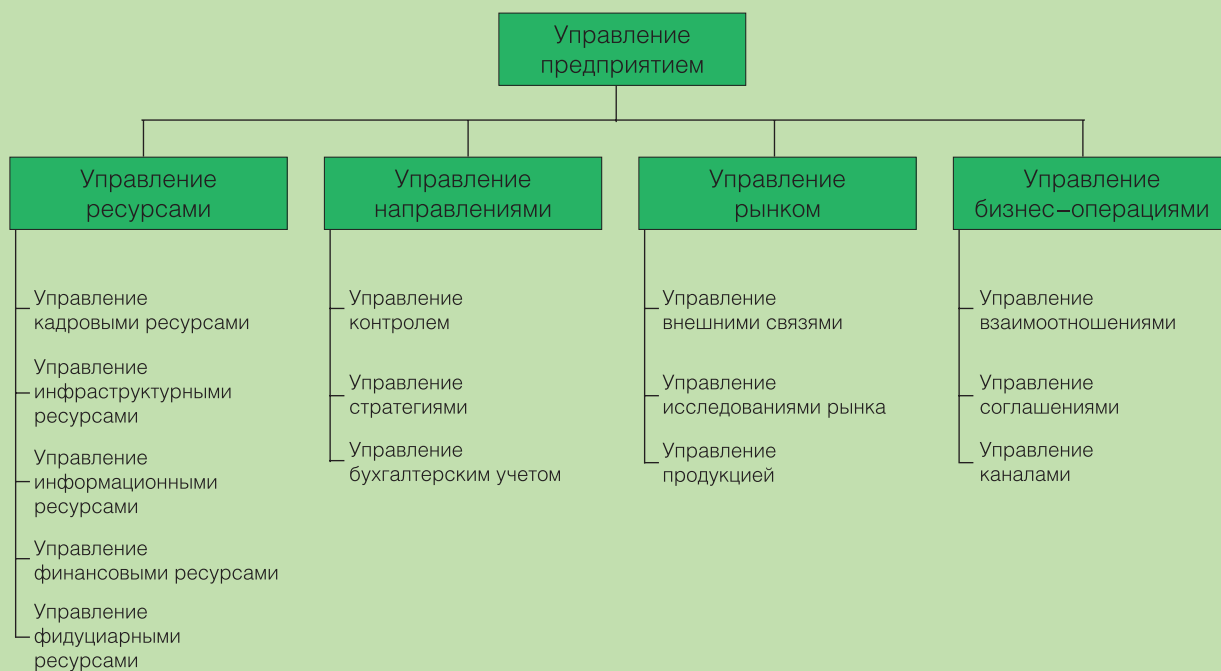 Управление
предприятием
Управление
ресурсами
Управление
кадровыми ресурсами
Управление
инфраструктурными
ресурсами
Управление
информационными
ресурсами
Управление
финансовыми ресурсами
Управление
фидуциарными
ресурсами
Управление
направлениями
Управление
контролем
Управление
стратегиями
Управление
бухгалтерским учетом
Управление
рынком
Управление
внешними связями
Управление
исследованиями рынка
Управление
продукцией
Управление
бизнес–операциями
Управление
взаимоотношениями
Управление
соглашениями
Управление
каналами